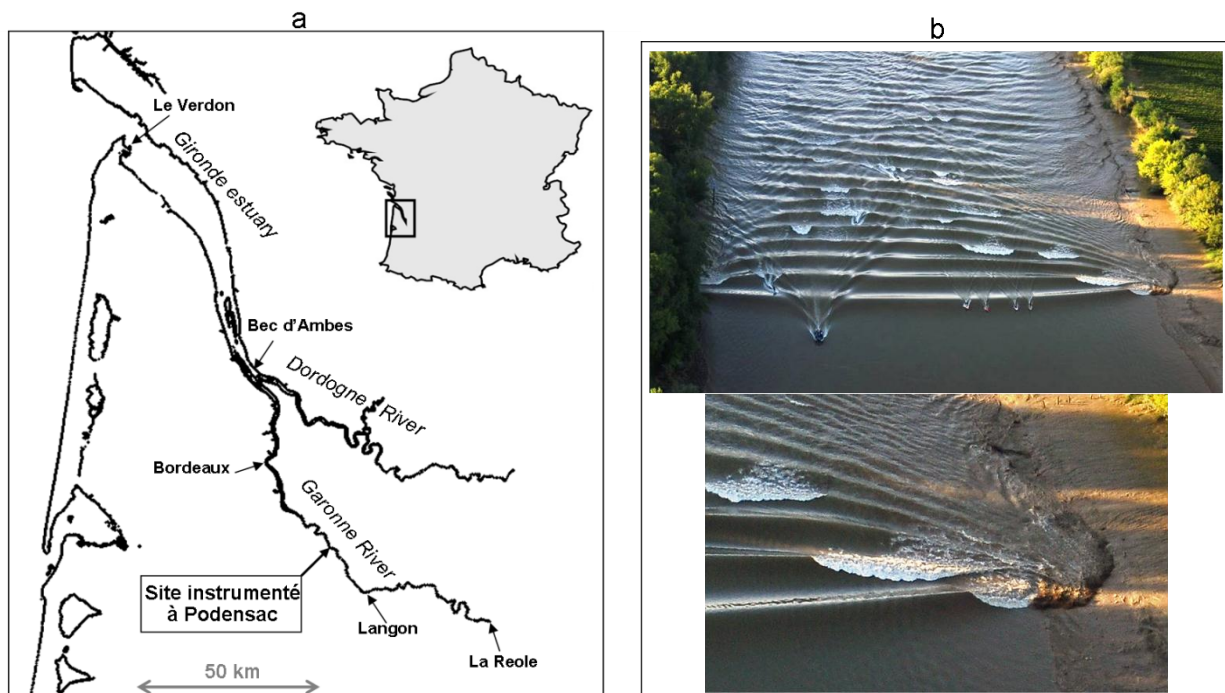 a
b
Le Verdon
Gironde estuary
Bec d'Ambes
Dordogne River
Bordeaux
Garonne River
Site instrumenté
à Podensac
Langon
La Reole
50 km